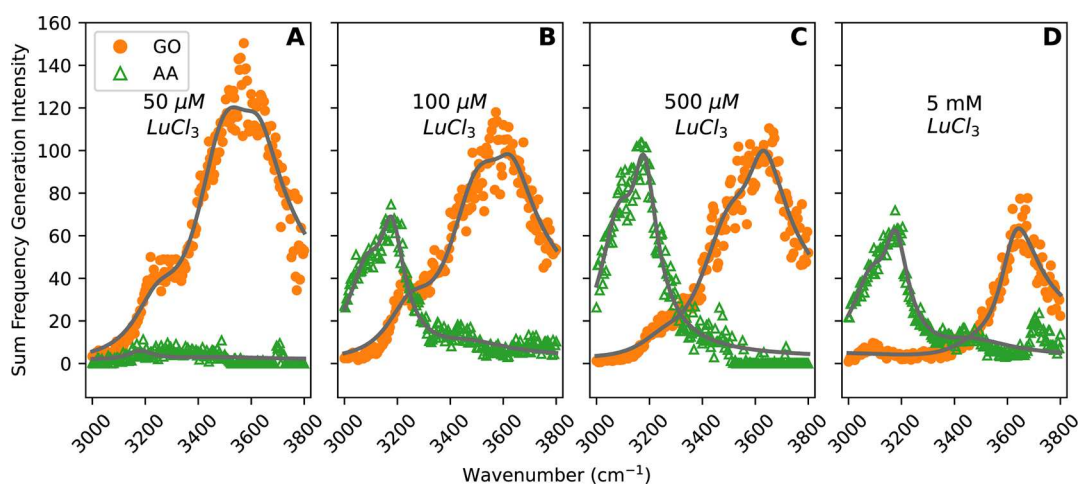 160
140
120
100
80
60
40
20
0
Sum Frequency Generation Intensity
GO
AA
A
50 μM
LuCl₃
B
100 μM
LuCl₃
C
500 μM
LuCl₃
D
5 mM
LuCl₃
3000 3200 3400 3600 3800
3000 3200 3400 3600 3800
3000 3200 3400 3600 3800
3000 3200 3400 3600 3800
Wavenumber (cm⁻¹)